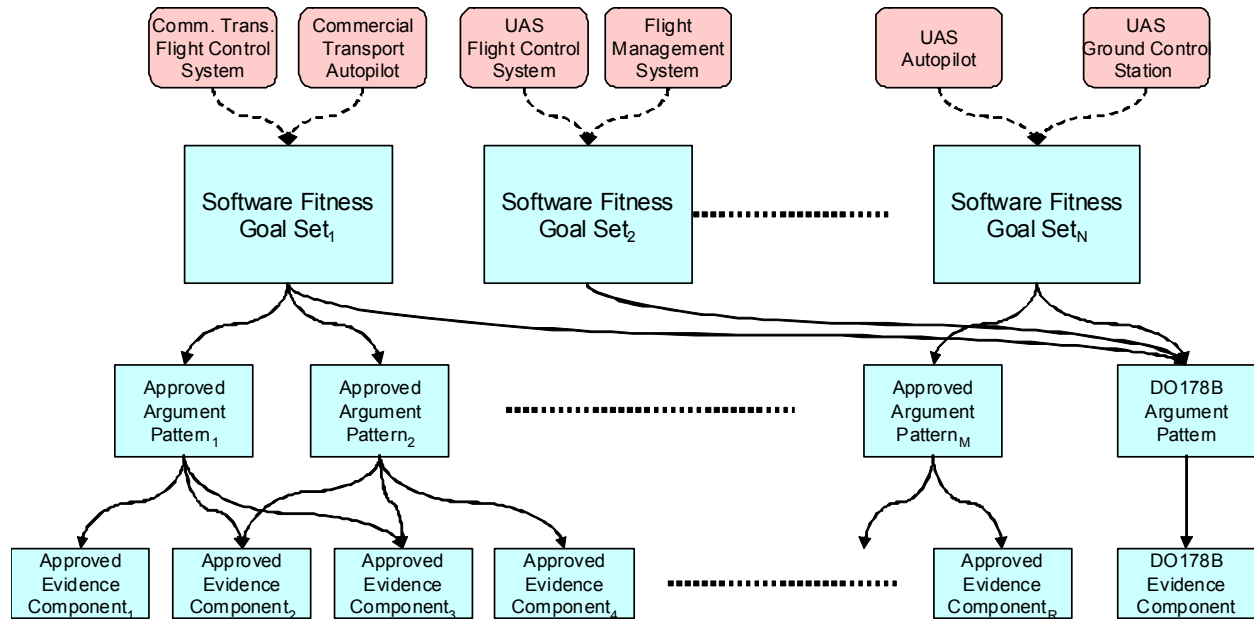 Comm. Trans.
Flight Control
System
Commercial
Transport
Autopilot
UAS
Flight Control
System
Flight
Management
System
UAS
Autopilot
UAS
Ground Control
Station
Software Fitness
Goal Set1
Software Fitness
Goal Set2
Software Fitness
Goal SetN
Approved
Argument
Pattern1
Approved
Argument
Pattern2
Approved
Argument
PatternM
DO178B
Argument
Pattern
Approved
Evidence
Component1
Approved
Evidence
Component2
Approved
Evidence
Component3
Approved
Evidence
Component4
Approved
Evidence
ComponentR
DO178B
Evidence
Component